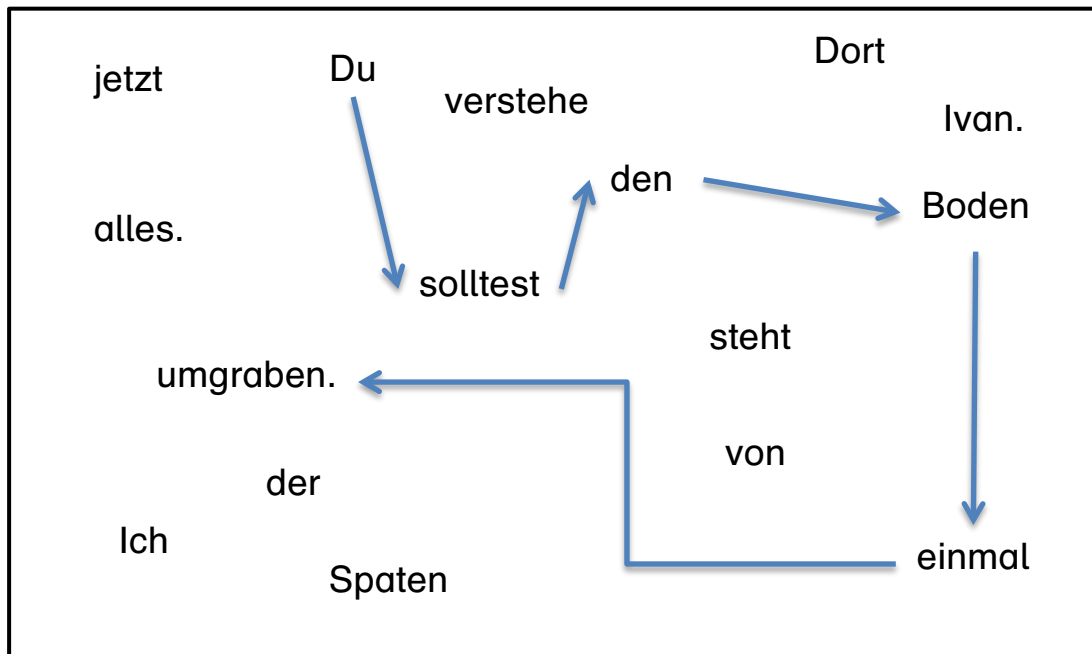 Dort
Du
jetzt
verstehe
Ivan.
den
Boden
alles.
solltest
steht
umgraben.
von
der
Ich
einmal
Spaten